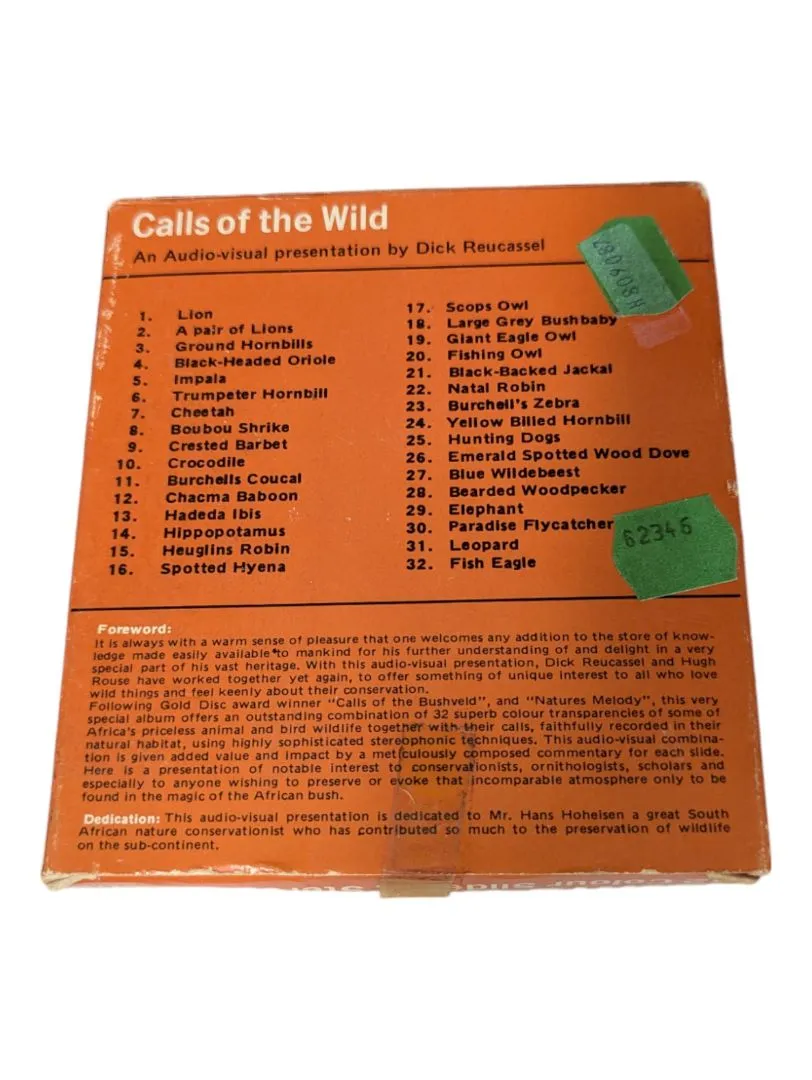 Calls of the Wild
An Audio-visual presentation by Dick Reucassel
1. Lion
2. A pair of Lions
3. Ground Hornbills
4. Black-Headed Oriole
5. Impala
6. Trumpeter Hornbill
7. Cheetah
8. Boubou Shrike
9. Crested Barbet
10. Crocodile
11. Burchells Coucal
12. Chacma Baboon
13. Hadeda Ibis
14. Hippopotamus
15. Heuglins Robin
16. Spotted Hyena
17. Scops Owl
18. Large Grey Bushbaby
19. Giant Eagle Owl
20. Fishing Owl
21. Black-Backed Jackal
22. Natal Robin
23. Burchell's Zebra
24. Yellow Billed Hornbill
25. Hunting Dogs
26. Emerald Spotted Wood Dove
27. Blue Wildebeest
28. Bearded Woodpecker
29. Elephant
30. Paradise Flycatcher
31. Leopard
32. Fish Eagle
62346
Foreword:
It is always with a warm sense of pleasure that one welcomes any addition to the store of know-
ledge made easily available to mankind for his further understanding of and delight in a very
special part of his vast heritage. With this audio-visual presentation, Dick Reucassel and Hugh
Rouse have worked together yet again, to offer something of unique interest to all who love
wild things and feel keenly about their conservation.
Following Gold Disc award winner "Calls of the Bushveld", and "Natures Melody", this very
special album offers an outstanding combination of 32 superb colour transparencies of some of
Africa's priceless animal and bird wildlife together with their calls, faithfully recorded in their
natural habitat, using highly sophisticated stereophonic techniques. This audio-visual combina-
tion is given added value and impact by a meticulously composed commentary for each slide.
Here is a presentation of notable interest to conservationists, ornithologists, scholars and
especially to anyone wishing to preserve or evoke that incomparable atmosphere only to be
found in the magic of the African bush.
Dedication: This audio-visual presentation is dedicated to Mr. Hans Hoheisen a great South
African nature conservationist who has contributed so much to the preservation of wildlife
on the sub-continent.
Colour